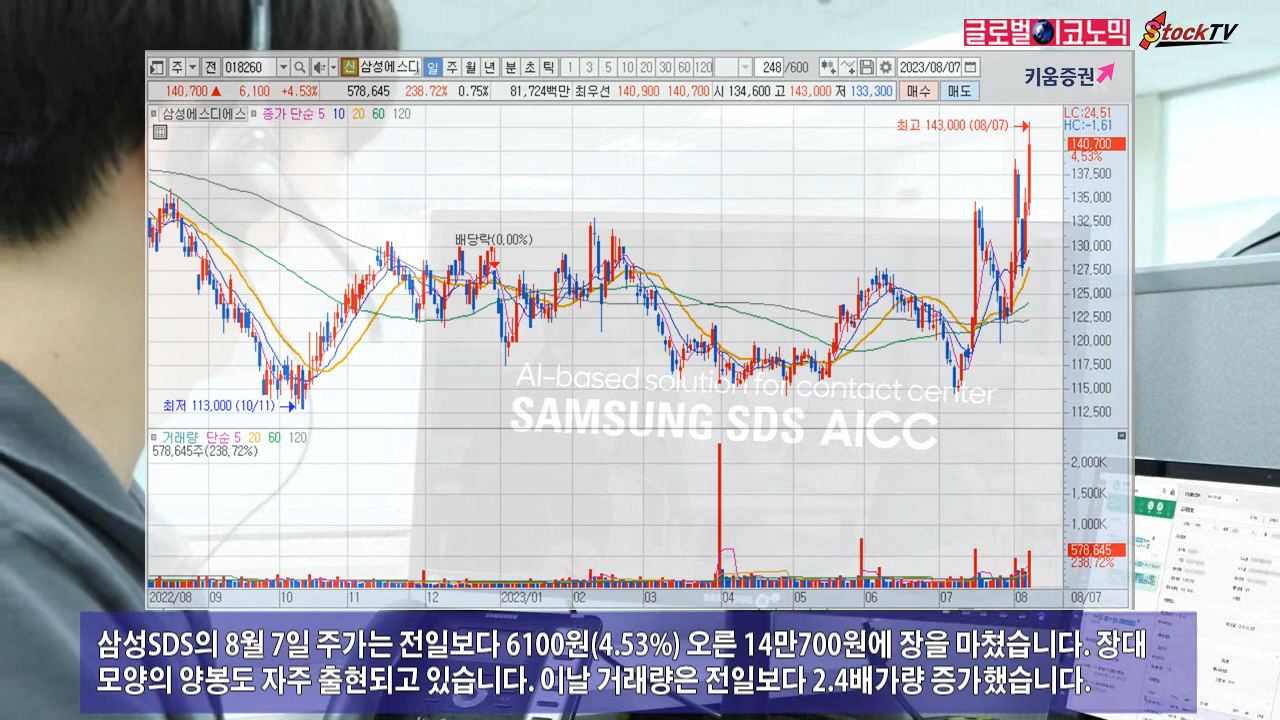 글로벌이코노믹 StockTV
주 전 018260 신 삼성에스디 일 주 월 년 분 초 틱 1 3 5 10 20 30 60 120 248 /600 2023/08/07
키움증권
140,700 ▲ 6,100 +4.53% 578,645 238.72% 0.75% 81,724백만 최우선 140,900 140,700 시 134,600 고 143,000 저 133,300 매수 매도
삼성에스디에스 종가 단순 5 10 20 60 120
LC:24.51
HC:-1.61
최고 143,000 (08/07)
140,700
4.53%
137,500
135,000
132,500
배당락(0.00%)
130,000
127,500
125,000
122,500
120,000
117,500
AI-based solution for contact center
115,000
최저 113,000 (10/11)
SAMSUNG SDS AICC
112,500
거래량 단순 5 20 60 120
578,645주(238.72%)
2,000K
1,500K
1,000K
578,645
238.72%
2022/08 09 10 11 12 2023/01 02 03 04 05 06 07 08 08/07
삼성SDS의 8월 7일 주가는 전일보다 6100원(4.53%) 오른 14만700원에 장을 마쳤습니다. 장대
모양의 양봉도 자주 출현되고 있습니다. 이날 거래량은 전일보다 2.4배가량 증가했습니다.